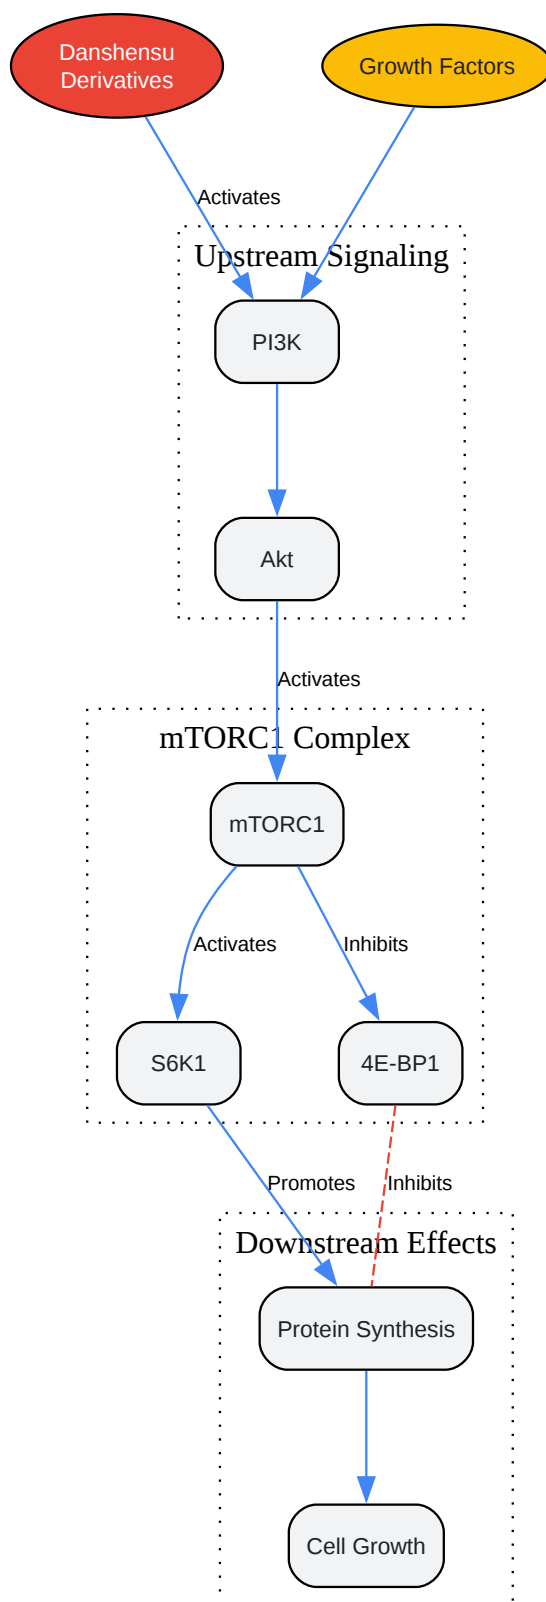 Danshensu
Derivatives
Growth Factors
Activates
Upstream Signaling
PI3K
Akt
Activates
mTORC1 Complex
mTORC1
Activates
Inhibits
S6K1
4E-BP1
Promotes
Inhibits
Downstream Effects
Protein Synthesis
Cell Growth